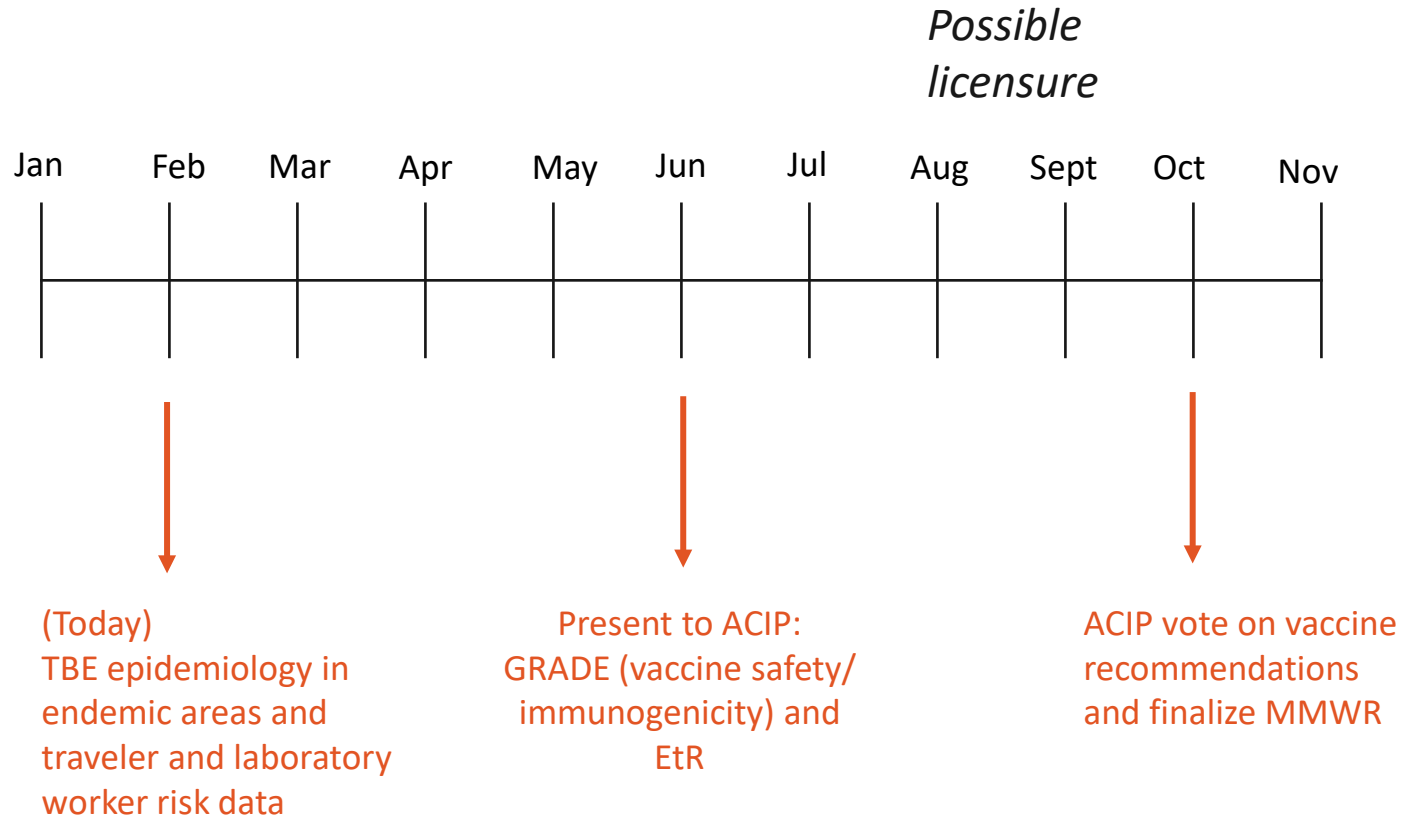 Possible
licensure
Jan Feb Mar Apr May Jun Jul Aug Sept Oct Nov
(Today)
TBE epidemiology in
endemic areas and
traveler and laboratory
worker risk data
Present to ACIP:
GRADE (vaccine safety/
immunogenicity) and
EtR
ACIP vote on vaccine
recommendations
and finalize MMWR